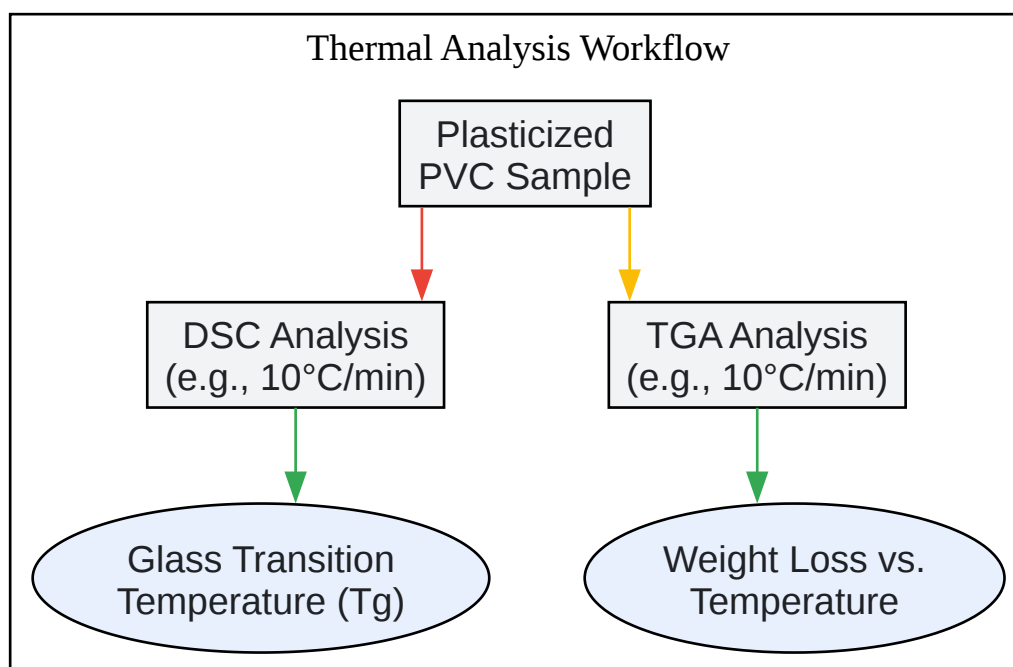 Thermal Analysis Workflow
Plasticized
PVC Sample
DSC Analysis
(e.g., 10°C/min)
TGA Analysis
(e.g., 10°C/min)
Glass Transition
Temperature (Tg)
Weight Loss vs.
Temperature